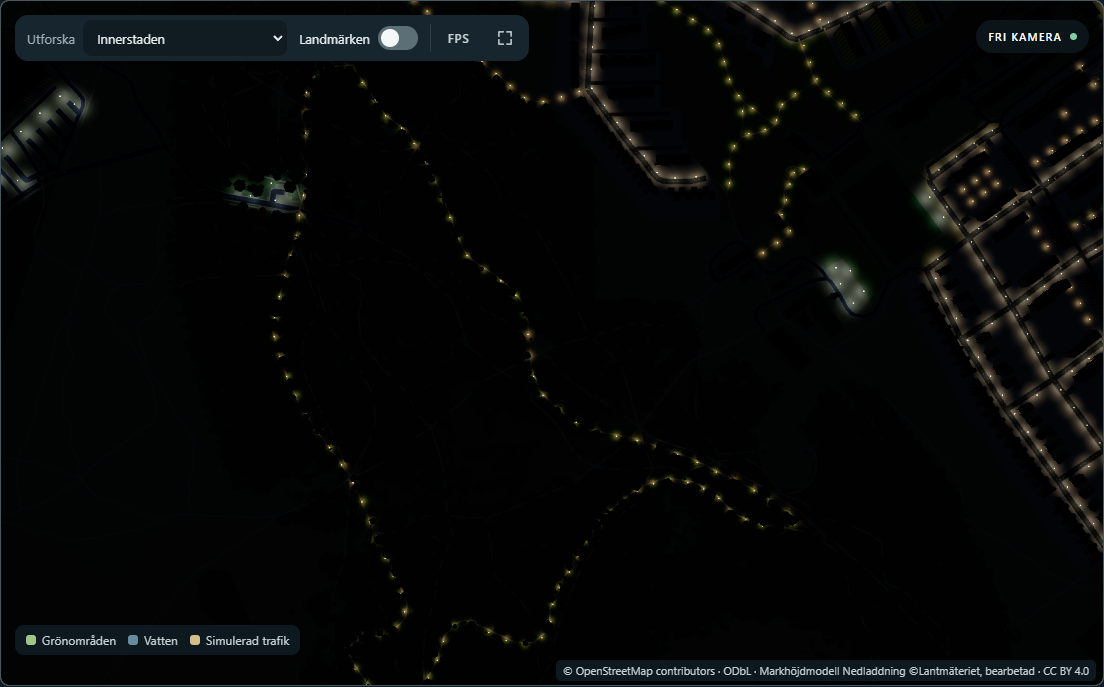 Utforska Innerstaden Landmärken FPS
FRI KAMERA
Grönområden Vatten Simulerad trafik
© OpenStreetMap contributors · ODbL · Markhöjdmodell Nedladdning ©Lantmäteriet, bearbetad · CC BY 4.0